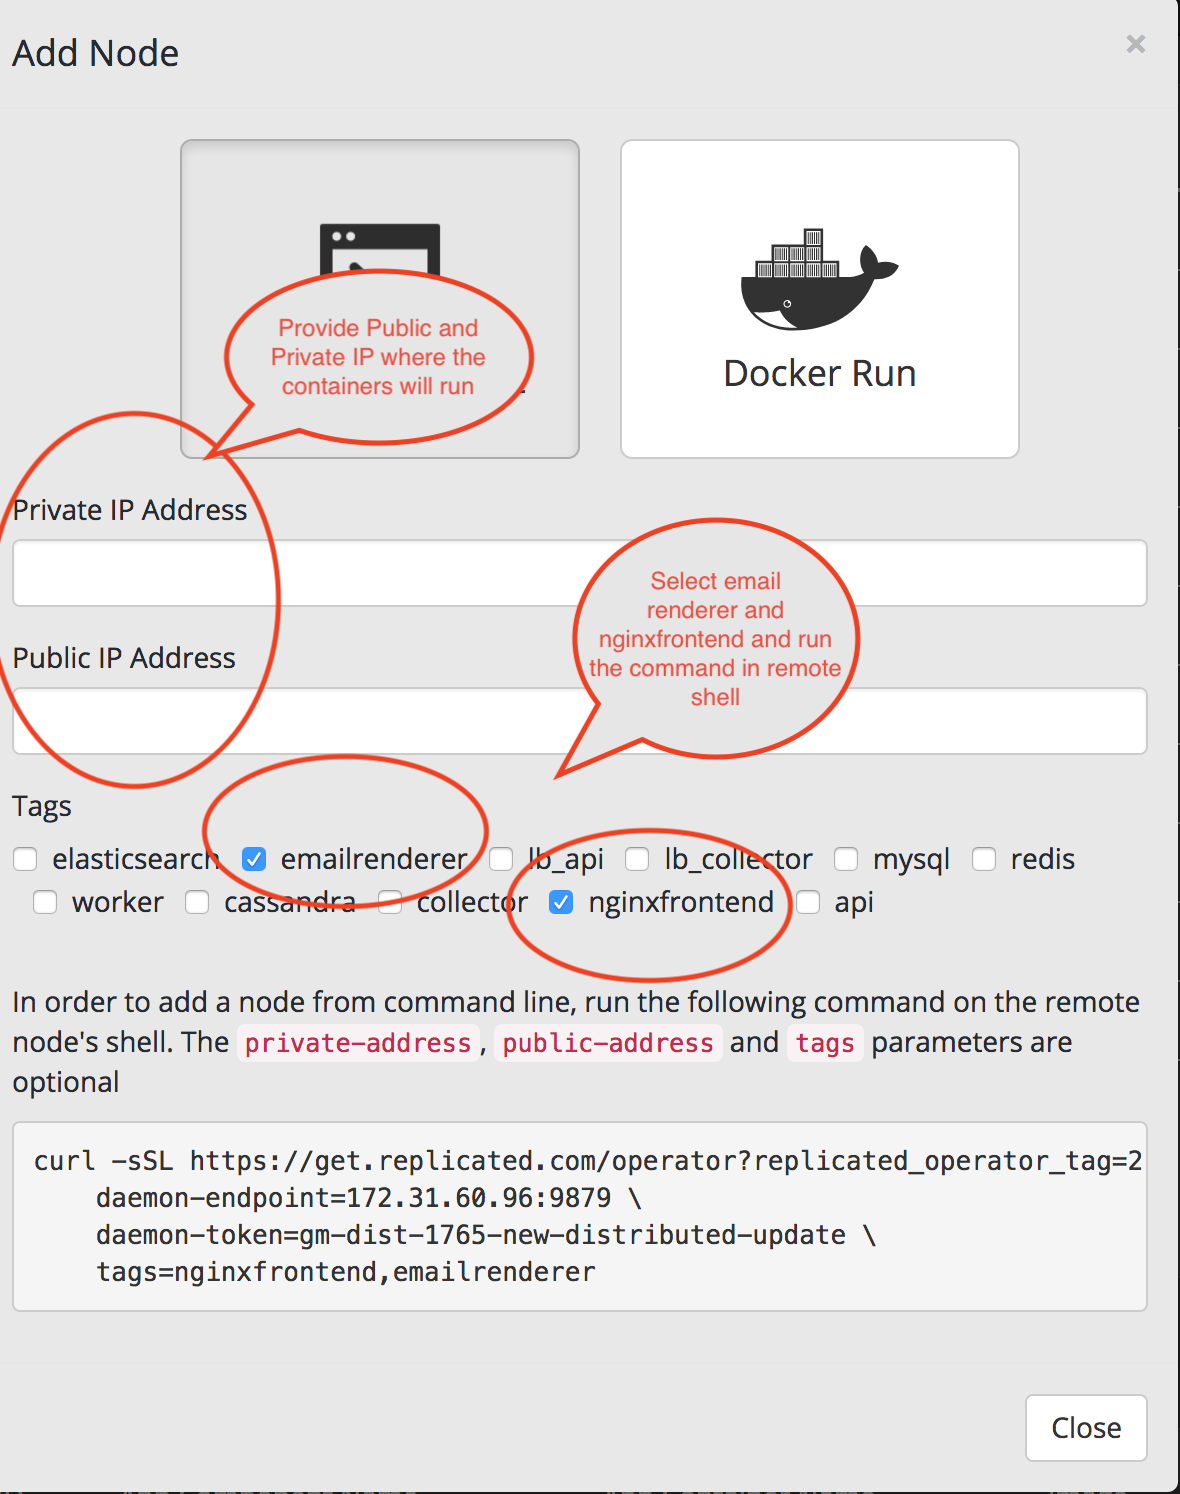 Add Node
×
Provide Public and
Private IP where the
containers will run
Docker Run
Private IP Address
Select email
renderer and
nginxfrontend and run
the command in remote
shell
Public IP Address
Tags
elasticsearch emailrenderer lb_api lb_collector mysql redis
worker cassandra collector nginxfrontend api
In order to add a node from command line, run the following command on the remote
node's shell. The private-address, public-address and tags parameters are
optional
curl -sSL https://get.replicated.com/operator?replicated_operator_tag=2
daemon-endpoint=172.31.60.96:9879 \
daemon-token=gm-dist-1765-new-distributed-update \
tags=nginxfrontend,emailrenderer
Close